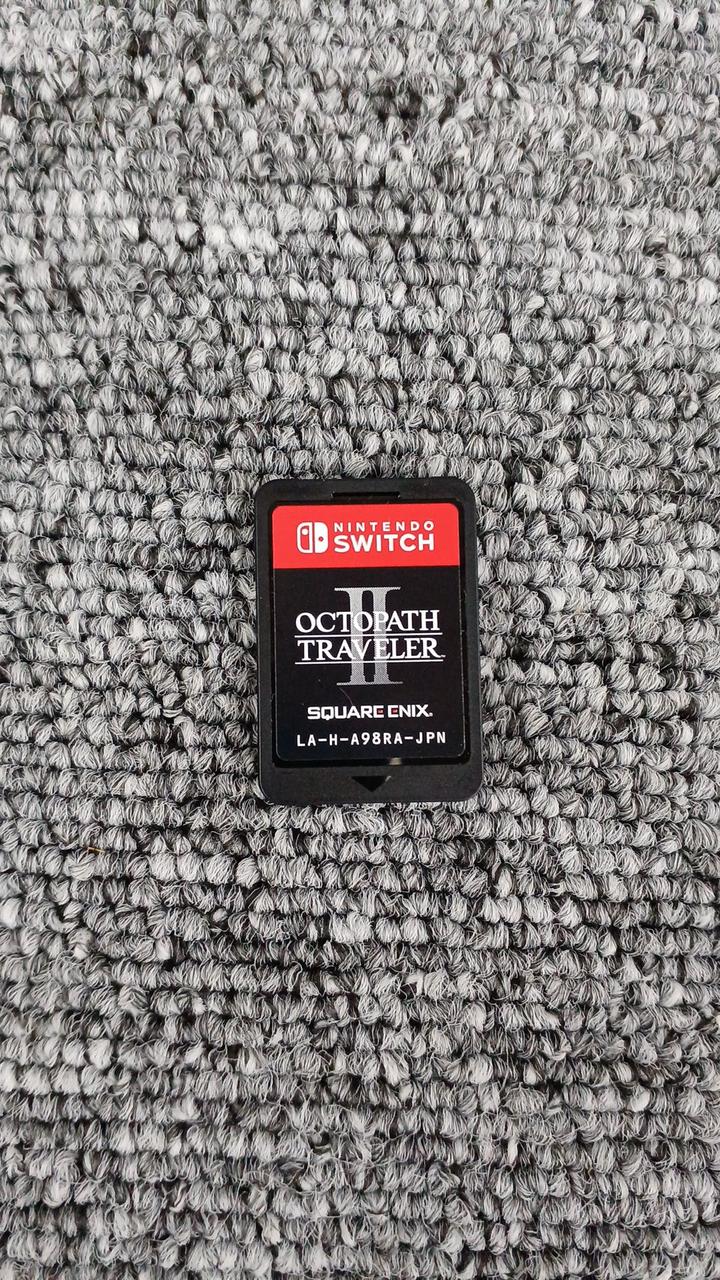 NINTENDO
SWITCH
II
OCTOPATH
TRAVELER
SQUARE ENIX®
LA-H-A98RA-JPN